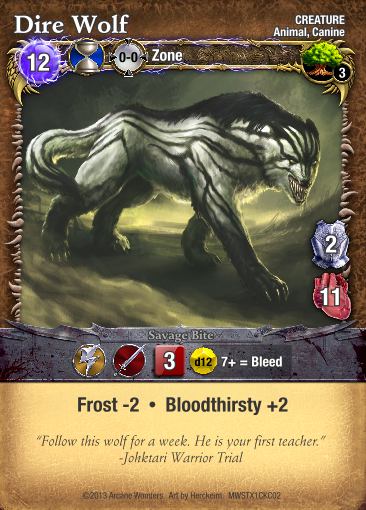 Dire Wolf
CREATURE
Animal, Canine
12
0-0
Zone
3
2
11
Savage Bite
3
d12
7+ = Bleed
Frost -2 • Bloodthirsty +2
"Follow this wolf for a week. He is your first teacher."
-Johktari Warrior Trial
©2013 Arcane Wonders. Art by Herckeim. MWSTX1CKC02